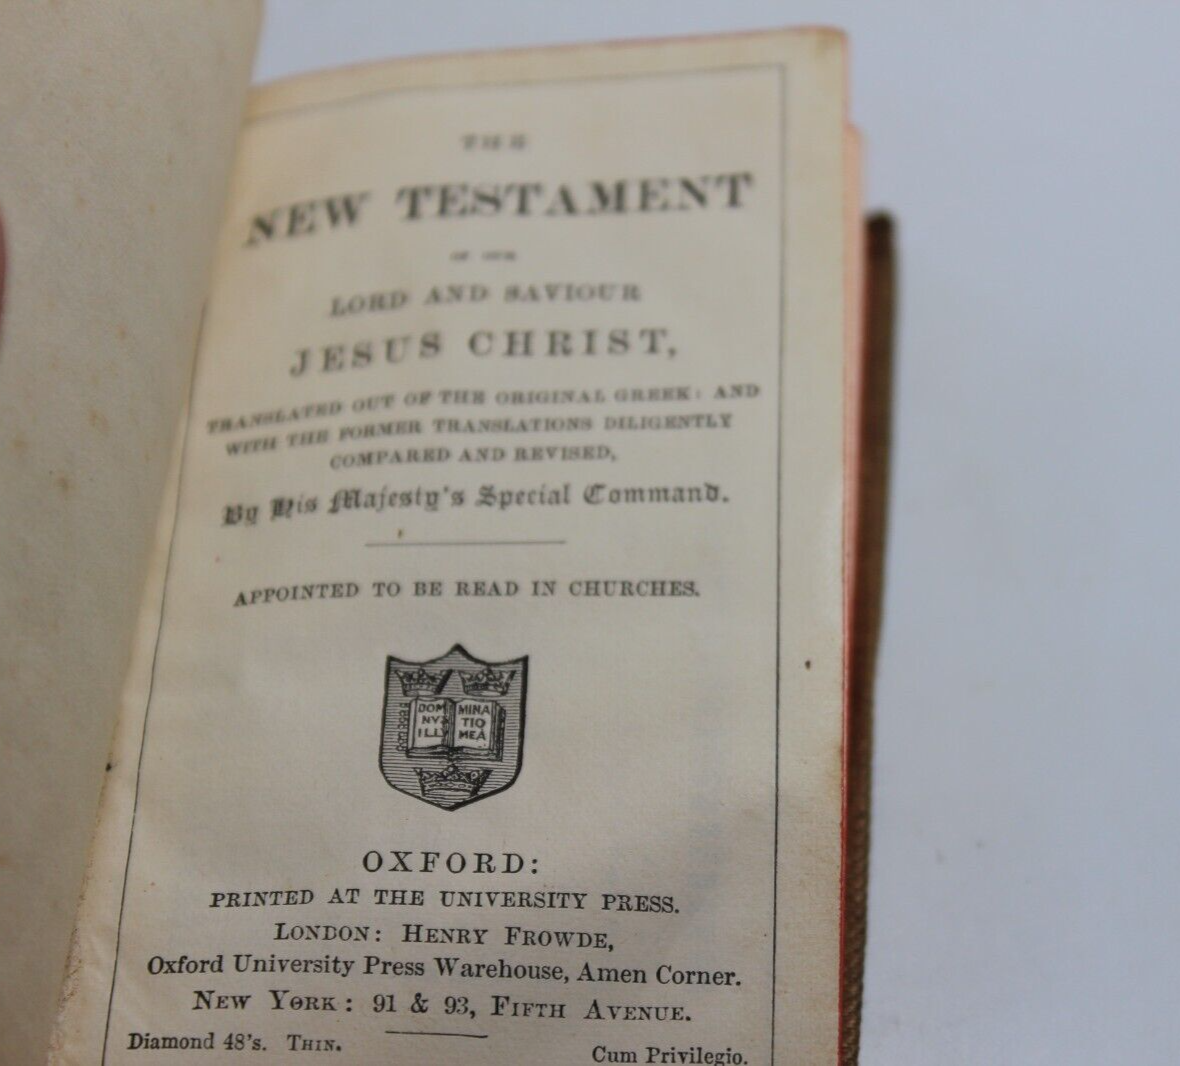 THE
NEW TESTAMENT
OF OUR
LORD AND SAVIOUR
JESUS CHRIST,
TRANSLATED OUT OF THE ORIGINAL GREEK: AND
WITH THE FORMER TRANSLATIONS DILIGENTLY
COMPARED AND REVISED,
By His Majesty's Special Command.
APPOINTED TO BE READ IN CHURCHES.
DOMI MINA
NVS TIO
ILLV MEA
OXFORD:
PRINTED AT THE UNIVERSITY PRESS.
LONDON: HENRY FROWDE,
Oxford University Press Warehouse, Amen Corner.
NEW YORK: 91 & 93, FIFTH AVENUE.
Diamond 48's. THIN.
Cum Privilegio.